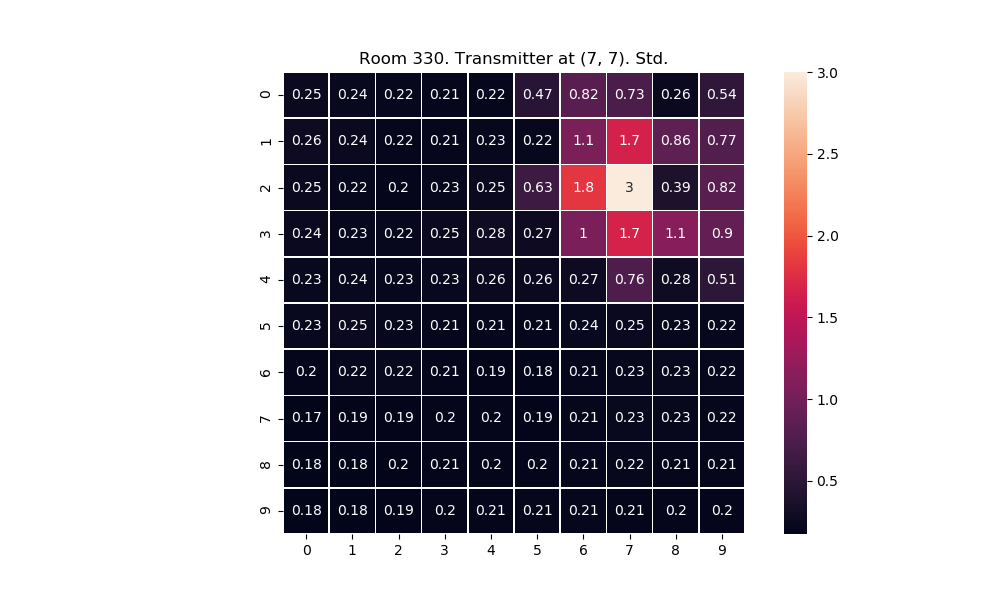 Room 330. Transmitter at (7, 7). Std.
0 0.25 0.24 0.22 0.21 0.22 0.47 0.82 0.73 0.26 0.54
1 0.26 0.24 0.22 0.21 0.23 0.22 1.1 1.7 0.86 0.77
2 0.25 0.22 0.2 0.23 0.25 0.63 1.8 3 0.39 0.82
3 0.24 0.23 0.22 0.25 0.28 0.27 1 1.7 1.1 0.9
4 0.23 0.24 0.23 0.23 0.26 0.26 0.27 0.76 0.28 0.51
5 0.23 0.25 0.23 0.21 0.21 0.21 0.24 0.25 0.23 0.22
6 0.2 0.22 0.22 0.21 0.19 0.18 0.21 0.23 0.23 0.22
7 0.17 0.19 0.19 0.2 0.2 0.19 0.21 0.23 0.23 0.22
8 0.18 0.18 0.2 0.21 0.2 0.2 0.21 0.22 0.21 0.21
9 0.18 0.18 0.19 0.2 0.21 0.21 0.21 0.21 0.2 0.2
0 1 2 3 4 5 6 7 8 9
3.0
2.5
2.0
1.5
1.0
0.5